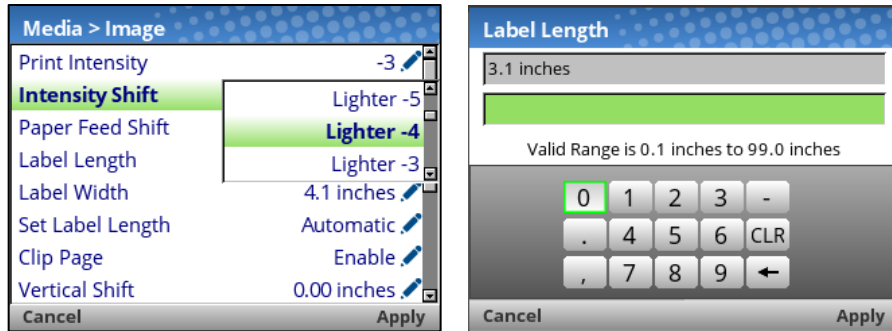 Media > Image
Print Intensity -3
Intensity Shift
Lighter -5
Paper Feed Shift
Lighter -4
Label Length
Lighter -3
Label Width 4.1 inches
Set Label Length Automatic
Clip Page Enable
Vertical Shift 0.00 inches
Cancel Apply
Label Length
3.1 inches
Valid Range is 0.1 inches to 99.0 inches
0 1 2 3 -
. 4 5 6 CLR
, 7 8 9 ←
Cancel Apply